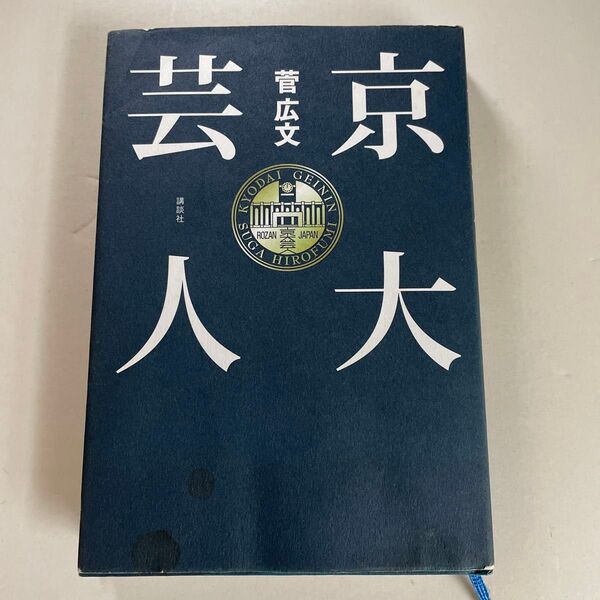 京大
芸人
菅広文
講談社
KYODAI GEININ
ROZAN JAPAN
SUGA HIROFUMI